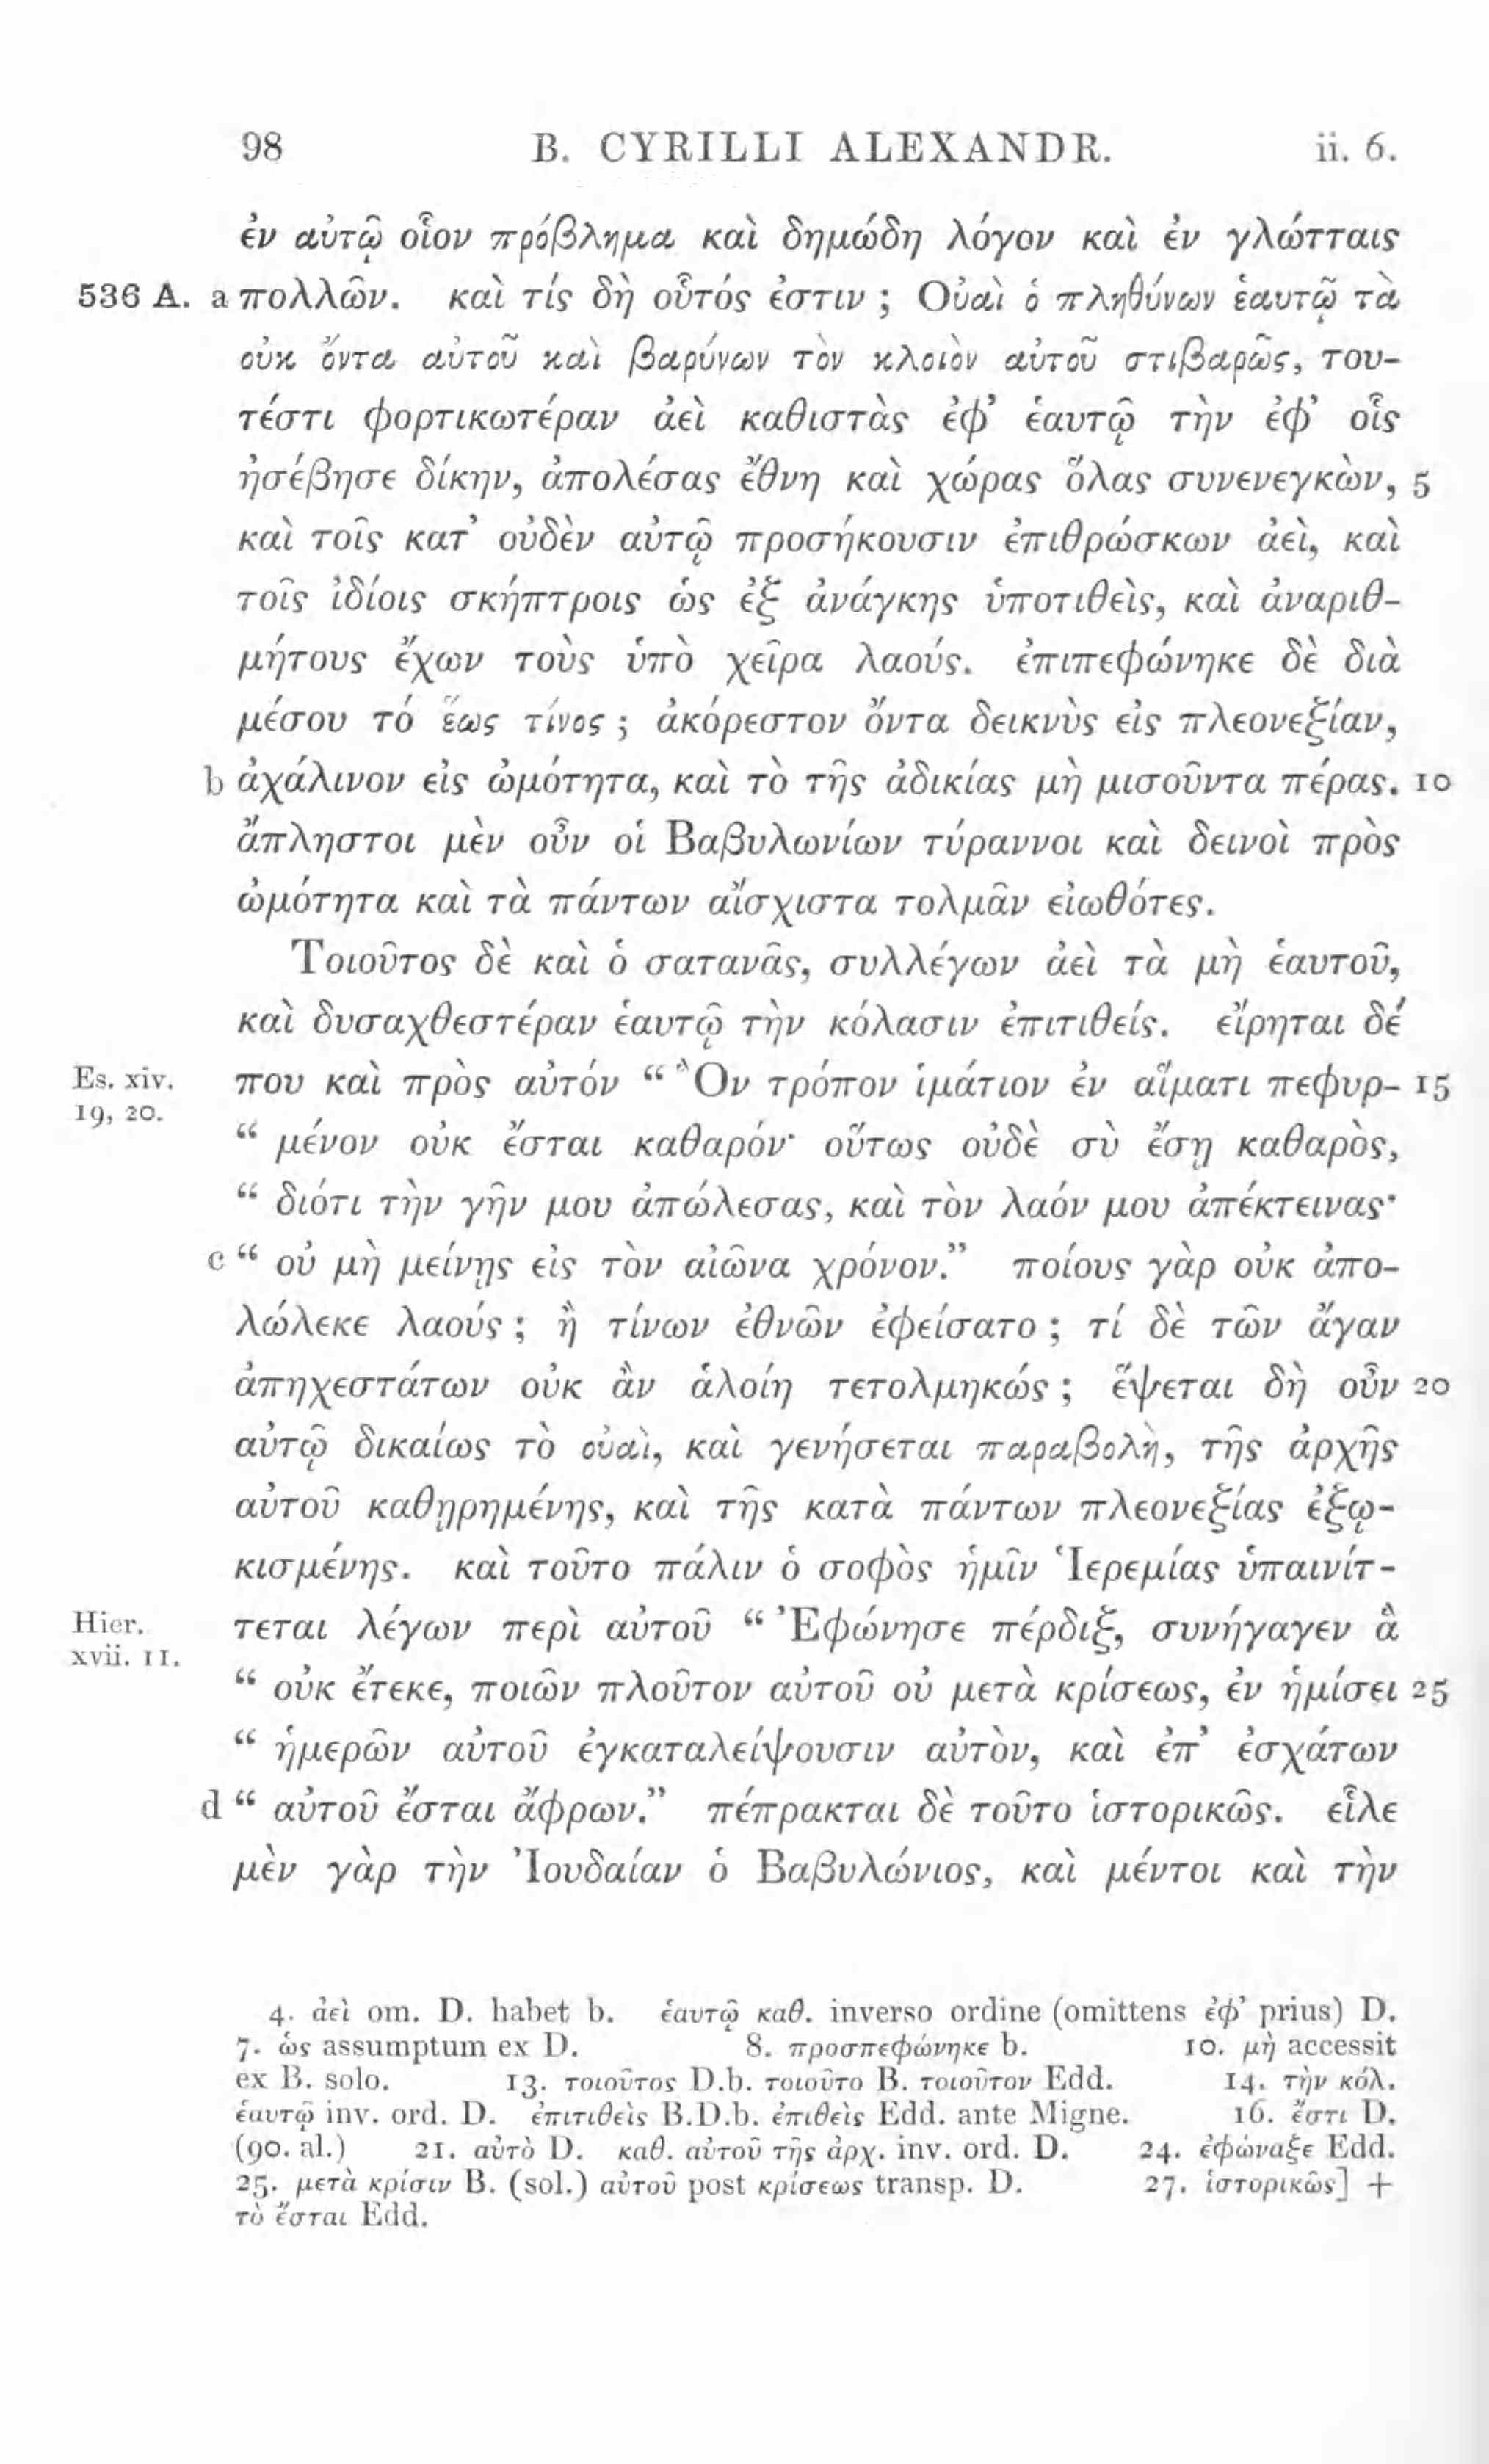 98 B. CYRILLI ALEXANDR. ii. 6.
ἐν αὐτῷ οἷον πρόβλημα καὶ δημώδη λόγον καὶ ἐν γλώτταις
536 A. a πολλῶν. καὶ τίς δὴ οὗτός ἐστιν ; Οὐαὶ ὁ πληθύνων ἑαυτῷ τὰ
οὐκ ὄντα αὐτοῦ καὶ βαρύνων τὸν κλοιὸν αὐτοῦ στιβαρῶς, του-
τέστι φορτικωτέραν ἀεὶ καθιστὰς ἐφ᾽ ἑαυτῷ τὴν ἐφ᾽ οἷς
ἠσέβησε δίκην, ἀπολέσας ἔθνη καὶ χώρας ὅλας συνενεγκὼν, 5
καὶ τοῖς κατ᾽ οὐδὲν αὐτῷ προσήκουσιν ἐπιθρώσκων ἀεὶ, καὶ
τοῖς ἰδίοις σκήπτροις ὡς ἐξ ἀνάγκης ὑποτιθεὶς, καὶ ἀναριθ-
μήτους ἔχων τοὺς ὑπὸ χεῖρα λαούς. ἐπιπεφώνηκε δὲ διὰ
μέσου τό ἕως τίνος ; ἀκόρεστον ὄντα δεικνὺς εἰς πλεονεξίαν,
b ἀχάλινον εἰς ὠμότητα, καὶ τὸ τῆς ἀδικίας μὴ μισοῦντα πέρας. 10
ἄπληστοι μὲν οὖν οἱ Βαβυλωνίων τύραννοι καὶ δεινοὶ πρὸς
ὠμότητα καὶ τὰ πάντων αἴσχιστα τολμᾶν εἰωθότες.
Τοιοῦτος δὲ καὶ ὁ σατανᾶς, συλλέγων ἀεὶ τὰ μὴ ἑαυτοῦ,
καὶ δυσαχθεστέραν ἑαυτῷ τὴν κόλασιν ἐπιτιθείς. εἴρηται δέ
Es. xiv. 19, 20. που καὶ πρὸς αὐτόν “ Ὃν τρόπον ἱμάτιον ἐν αἵματι πεφυρ- 15
“ μένον οὐκ ἔσται καθαρόν· οὕτως οὐδὲ σὺ ἔσῃ καθαρὸς,
“ διότι τὴν γῆν μου ἀπώλεσας, καὶ τὸν λαόν μου ἀπέκτεινας·
c “ οὐ μὴ μείνῃς εἰς τὸν αἰῶνα χρόνον.” ποίους γὰρ οὐκ ἀπο-
λώλεκε λαούς ; ἢ τίνων ἐθνῶν ἐφείσατο ; τί δὲ τῶν ἄγαν
ἀπηχεστάτων οὐκ ἂν ἁλοίη τετολμηκώς ; ἕψεται δὴ οὖν 20
αὐτῷ δικαίως τὸ οὐαὶ, καὶ γενήσεται παραβολὴ, τῆς ἀρχῆς
αὐτοῦ καθῃρημένης, καὶ τῆς κατὰ πάντων πλεονεξίας ἐξῳ-
κισμένης. καὶ τοῦτο πάλιν ὁ σοφὸς ἡμῖν Ἱερεμίας ὑπαινίτ-
Hier. xvii. 11. τεται λέγων περὶ αὐτοῦ “ Ἐφώνησε πέρδιξ, συνήγαγεν ἃ
“ οὐκ ἔτεκε, ποιῶν πλοῦτον αὐτοῦ οὐ μετὰ κρίσεως, ἐν ἡμίσει 25
“ ἡμερῶν αὐτοῦ ἐγκαταλείψουσιν αὐτὸν, καὶ ἐπ᾽ ἐσχάτων
d “ αὐτοῦ ἔσται ἄφρων.” πέπρακται δὲ τοῦτο ἱστορικῶς. εἷλε
μὲν γὰρ τὴν Ἰουδαίαν ὁ Βαβυλώνιος, καὶ μέντοι καὶ τὴν
4. ἀεὶ om. D. habet b. ἑαυτῷ καθ. inverso ordine (omittens ἐφ᾽ prius) D.
7. ὡς assumptum ex D. 8. προσπεφώνηκε b. 10. μὴ accessit
ex B. solo. 13. τοιοῦτος D.b. τοιοῦτο B. τοιοῦτον Edd. 14. τὴν κόλ.
ἑαυτῷ inv. ord. D. ἐπιτιθεὶς B.D.b. ἐπιθεὶς Edd. ante Migne. 16. ἔστι D.
(90. al.) 21. αὐτὸ D. καθ. αὐτοῦ τῆς ἀρχ. inv. ord. D. 24. ἐφώναξε Edd.
25. μετὰ κρίσιν B. (sol.) αὐτοῦ post κρίσεως transp. D. 27. ἱστορικῶς] +
τὸ ἔσται Edd.